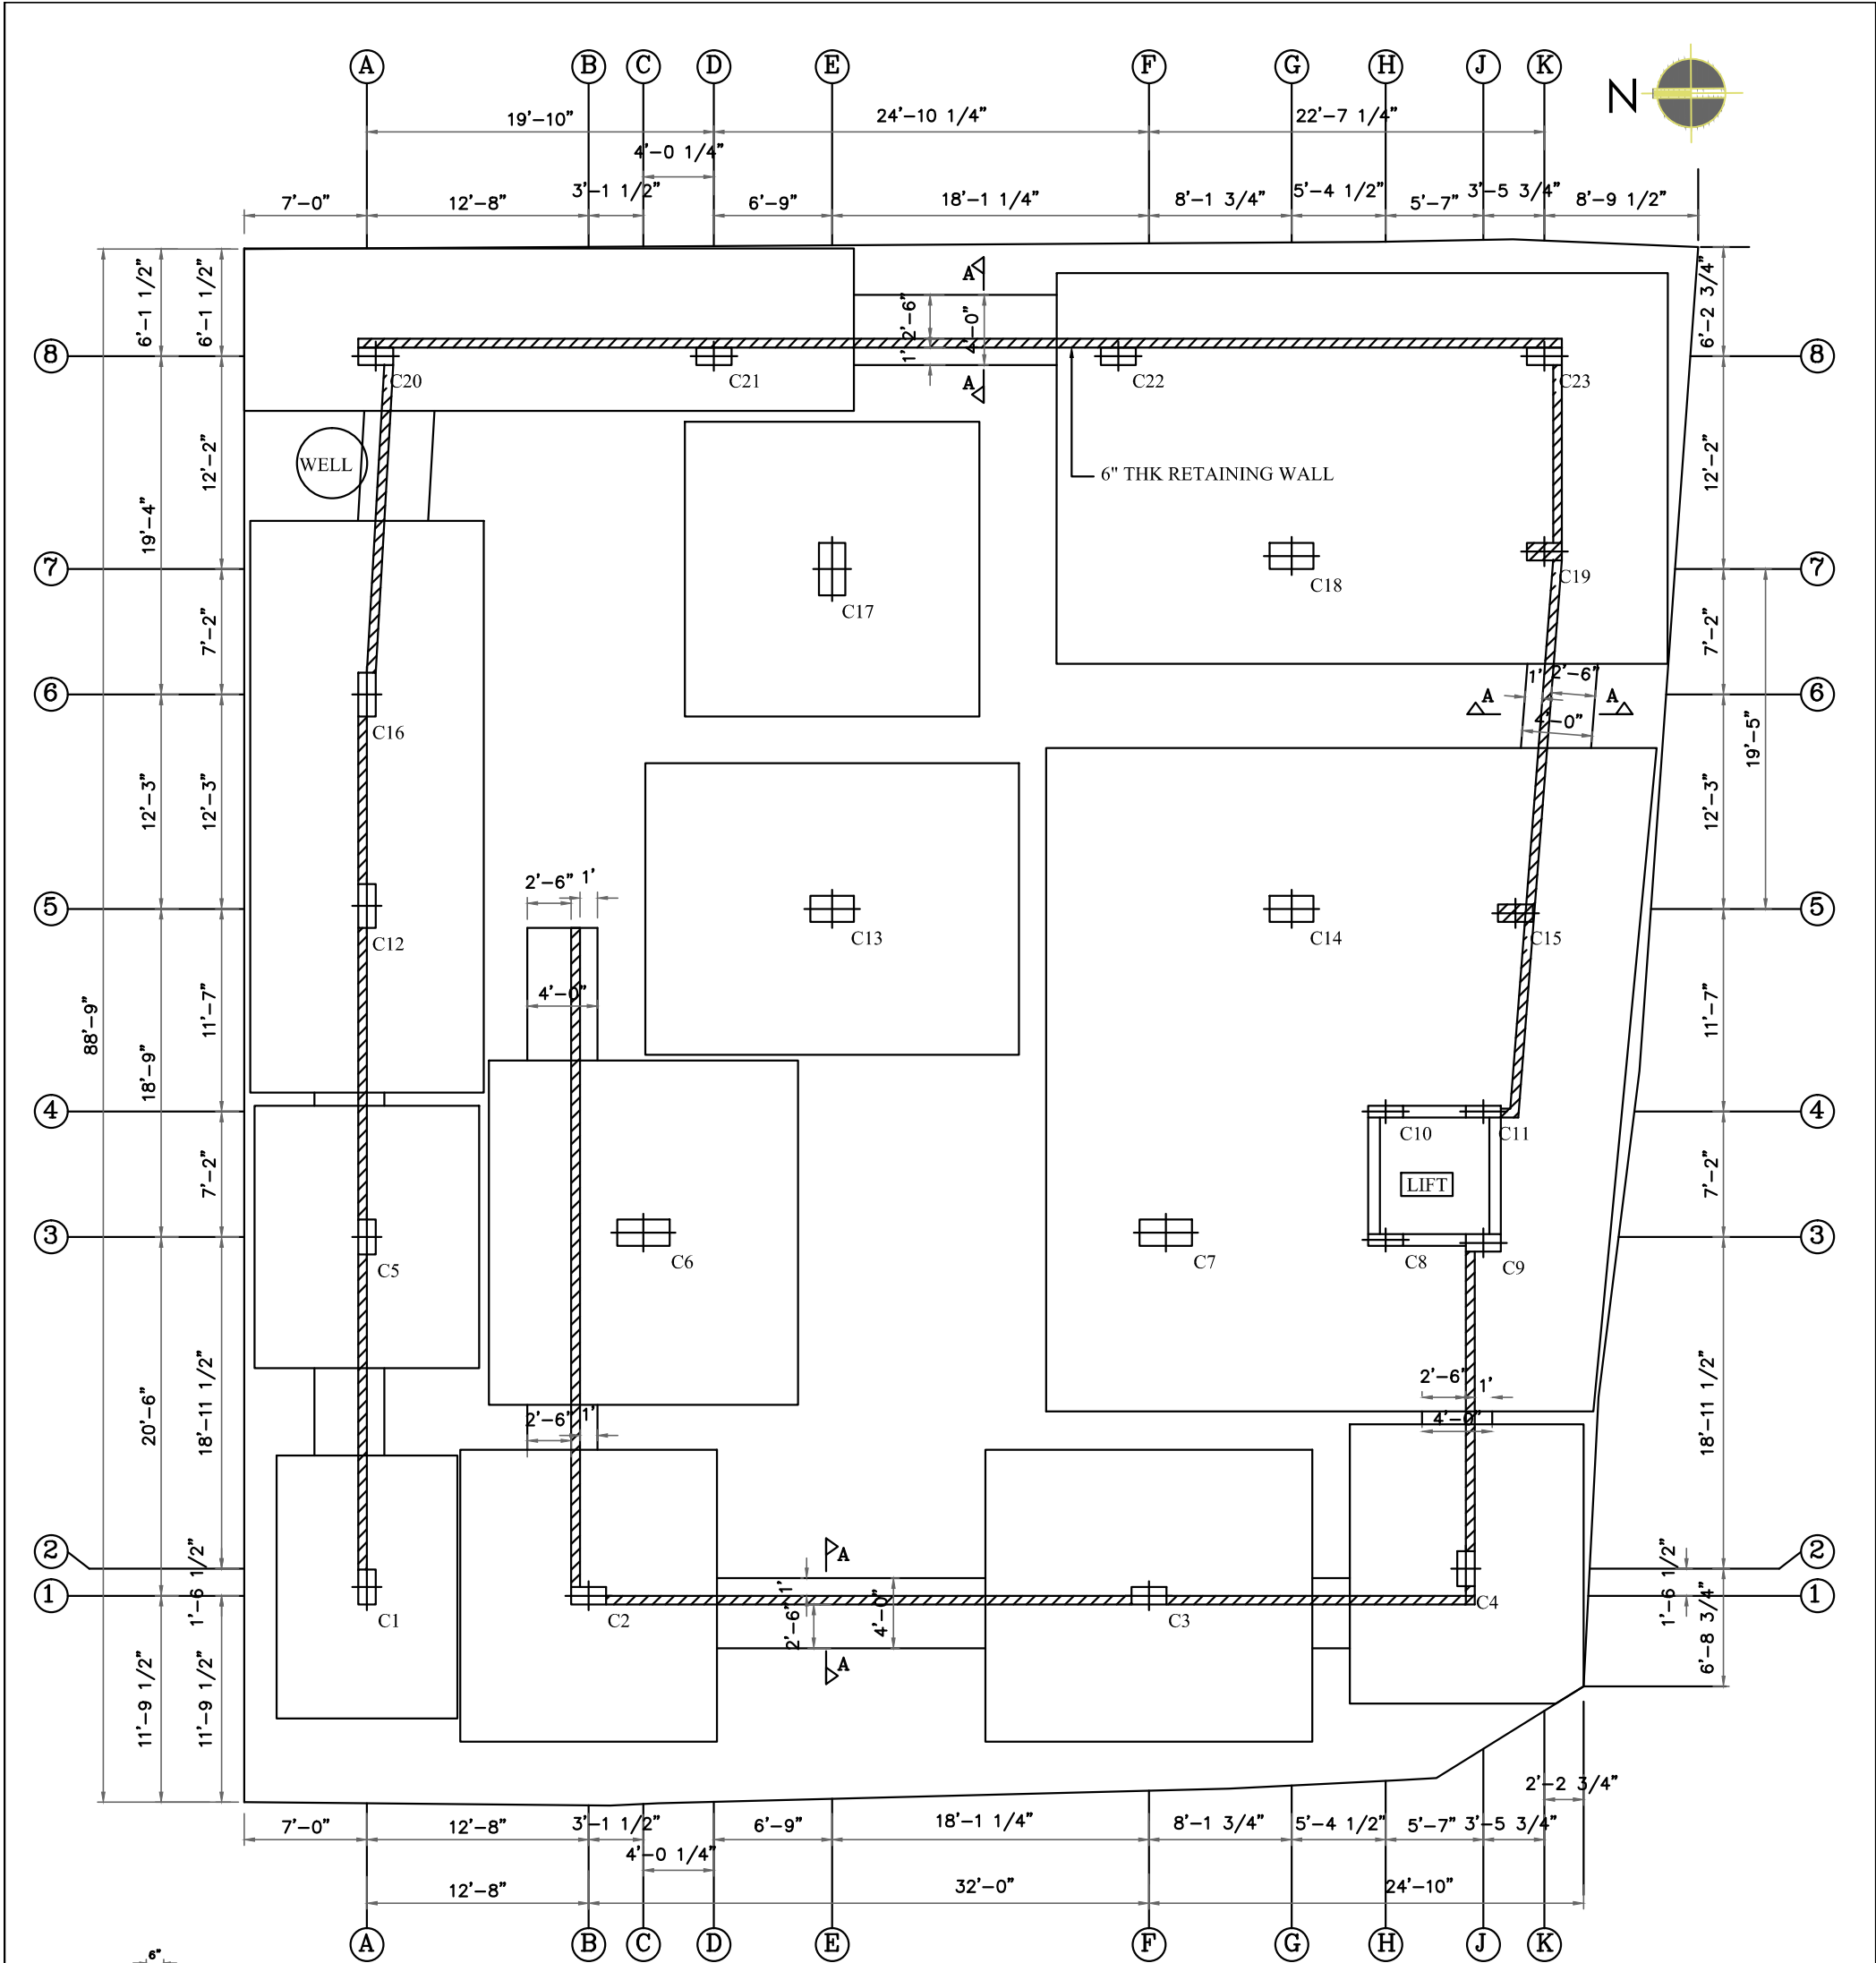 A B C D E F G H J K
N
19'-10" 24'-10 1/4" 22'-7 1/4"
4'-0 1/4"
7'-0" 12'-8" 3'-1 1/2" 6'-9" 18'-1 1/4" 8'-1 3/4" 5'-4 1/2" 5'-7" 3'-5 3/4" 8'-9 1/2"
6'-1 1/2" 6'-1 1/2" 6'-2 3/4"
A
2'-6" 4'-0"
1'
A
8 8
C20 C21 C22 C23
WELL
12'-2" 12'-2"
6" THK RETAINING WALL
19'-4"
7 7
C17 C18 C19
7'-2" 7'-2"
6 6
1' 2'-6"
A A
4'-0"
C16
19'-5"
12'-3" 12'-3" 12'-3"
2'-6" 1'
5 5
C12 C13 C14 C15
4'-0"
11'-7" 11'-7"
88'-9"
18'-9"
4 4
C10 C11
7'-2" 7'-2"
LIFT
3 3
C5 C6 C7 C8 C9
20'-6" 18'-11 1/2" 18'-11 1/2"
2'-6" 1'
4'-0"
2'-6" 1'
2 2
A
1'-6 1/2" 1'-6 1/2"
1 1
1'
2'-6" 4'-0"
C1 C2 C3 C4
A
11'-9 1/2" 11'-9 1/2" 6'-8 3/4"
2'-2 3/4"
7'-0" 12'-8" 3'-1 1/2" 6'-9" 18'-1 1/4" 8'-1 3/4" 5'-4 1/2" 5'-7" 3'-5 3/4"
4'-0 1/4"
12'-8" 32'-0" 24'-10"
A B C D E F G H J K
6"